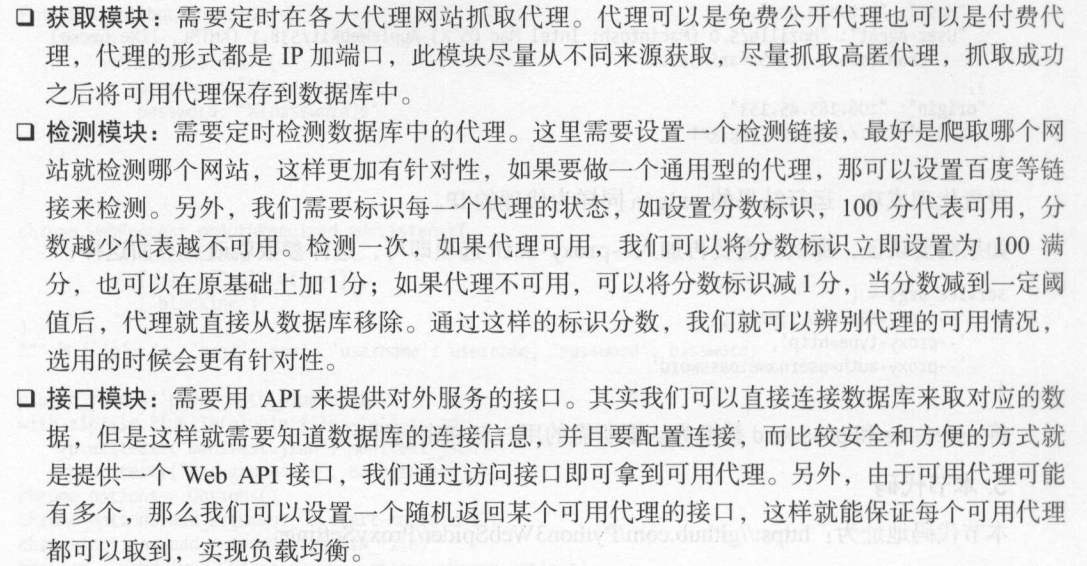 ❑ 获取模块：需要定时在各大代理网站抓取代理。代理可以是免费公开代理也可以是付费代
理，代理的形式都是 IP 加端口，此模块尽量从不同来源获取，尽量抓取高匿代理，抓取成功
之后将可用代理保存到数据库中。
❑ 检测模块：需要定时检测数据库中的代理。这里需要设置一个检测链接，最好是爬取哪个网
站就检测哪个网站，这样更加有针对性，如果要做一个通用型的代理，那可以设置百度等链
接来检测。另外，我们需要标识每一个代理的状态，如设置分数标识，100 分代表可用，分
数越少代表越不可用。检测一次，如果代理可用，我们可以将分数标识立即设置为 100 满
分，也可以在原基础上加1分；如果代理不可用，可以将分数标识减1分，当分数减到一定阈
值后，代理就直接从数据库移除。通过这样的标识分数，我们就可以辨别代理的可用情况，
选用的时候会更有针对性。
❑ 接口模块：需要用 API 来提供对外服务的接口。其实我们可以直接连接数据库来取对应的数
据，但是这样就需要知道数据库的连接信息，并且要配置连接，而比较安全和方便的方式就
是提供一个 Web API 接口，我们通过访问接口即可拿到可用代理。另外，由于可用代理可能
有多个，那么我们可以设置一个随机返回某个可用代理的接口，这样就能保证每个可用代理
都可以取到，实现负载均衡。